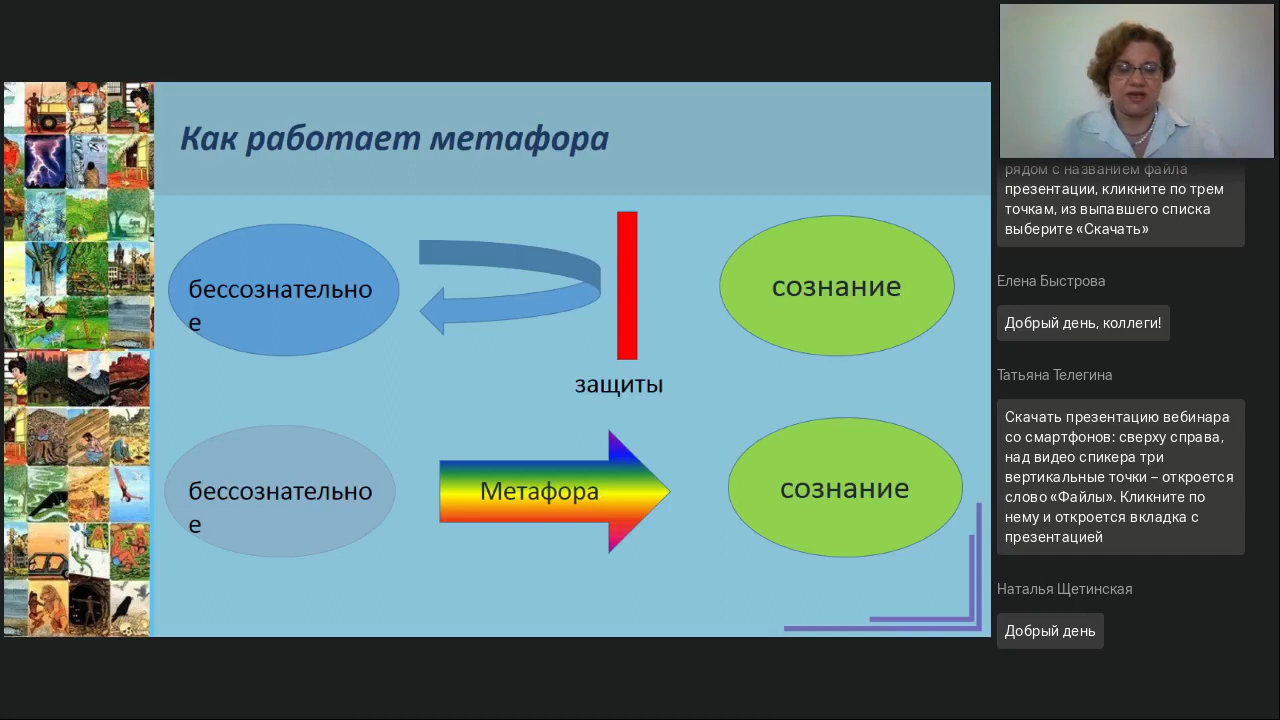 Как работает метафора
бессознательно
е
защиты
сознание
бессознательно
е
Метафора
сознание
рядом с названием файла
презентации, кликните по трем
точкам, из выпавшего списка
выберите «Скачать»
Елена Быстрова
Добрый день, коллеги!
Татьяна Телегина
Скачать презентацию вебинара
со смартфонов: сверху справа,
над видео спикера три
вертикальные точки – откроется
слово «Файлы». Кликните по
нему и откроется вкладка с
презентацией
Наталья Щетинская
Добрый день